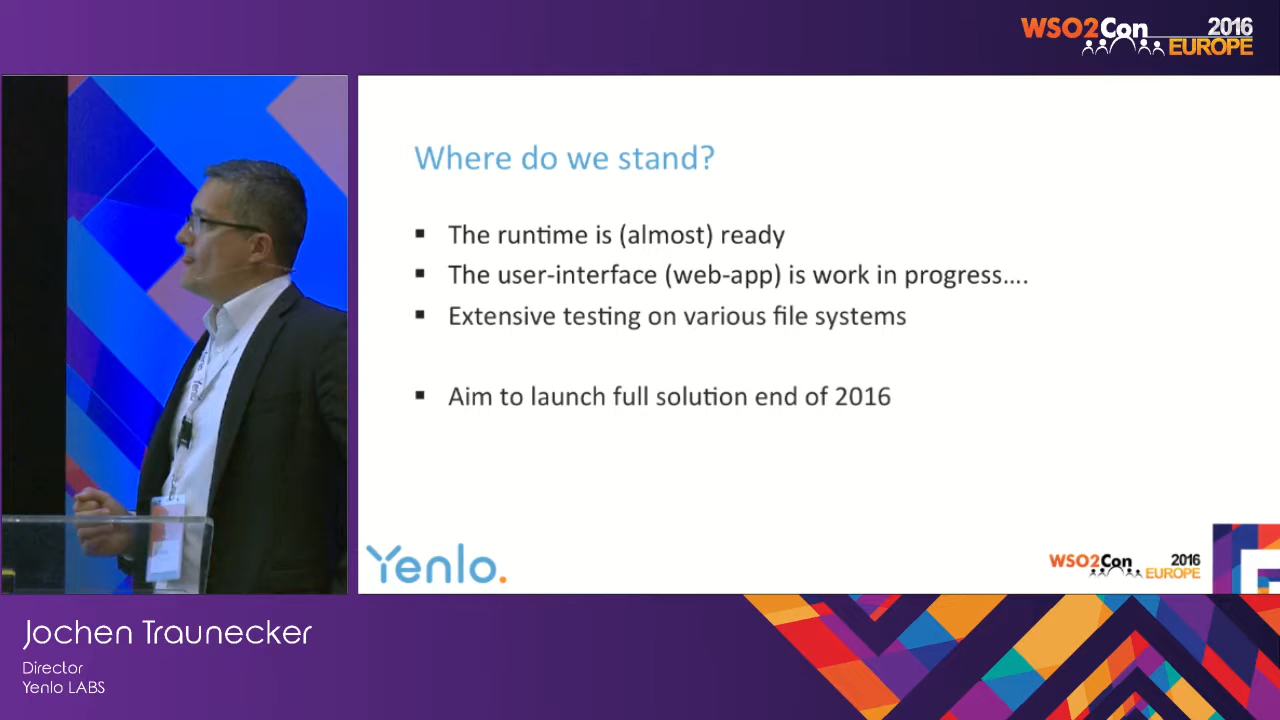 WSO2Con 2016
EUROPE
Where do we stand?
▪ The runtime is (almost) ready
▪ The user-interface (web-app) is work in progress....
▪ Extensive testing on various file systems
▪ Aim to launch full solution end of 2016
Yenlo.
WSO2Con 2016
EUROPE
Jochen Traunecker
Director
Yenlo LABS